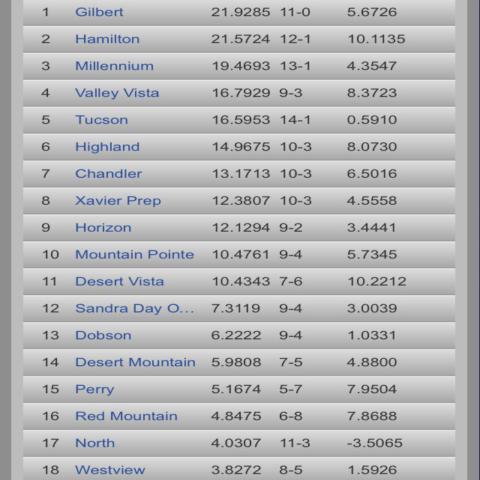 1 Gilbert 21.9285 11-0 5.6726
2 Hamilton 21.5724 12-1 10.1135
3 Millennium 19.4693 13-1 4.3547
4 Valley Vista 16.7929 9-3 8.3723
5 Tucson 16.5953 14-1 0.5910
6 Highland 14.9675 10-3 8.0730
7 Chandler 13.1713 10-3 6.5016
8 Xavier Prep 12.3807 10-3 4.5558
9 Horizon 12.1294 9-2 3.4441
10 Mountain Pointe 10.4761 9-4 5.7345
11 Desert Vista 10.4343 7-6 10.2212
12 Sandra Day O... 7.3119 9-4 3.0039
13 Dobson 6.2222 9-4 1.0331
14 Desert Mountain 5.9808 7-5 4.8800
15 Perry 5.1674 5-7 7.9504
16 Red Mountain 4.8475 6-8 7.8688
17 North 4.0307 11-3 -3.5065
18 Westview 3.8272 8-5 1.5926